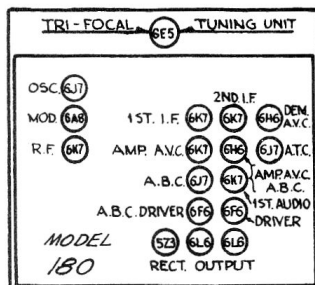 TRI-FOCAL 6E5 TUNING UNIT
2ND. I.F.
OSC. 6J7
MOD. 6A8 1ST. I.F. 6K7 6K7 6H6 DEM. A.V.C.
R.F. 6K7 AMP. A.V.C. 6K7 6H6 6J7 A.T.C.
A.B.C. 6J7 6K7 AMP. A.V.C. A.B.C.
1ST. AUDIO
A.B.C. DRIVER 6F6 6F6 DRIVER
MODEL 5Z3 6L6 6L6
180 RECT. OUTPUT